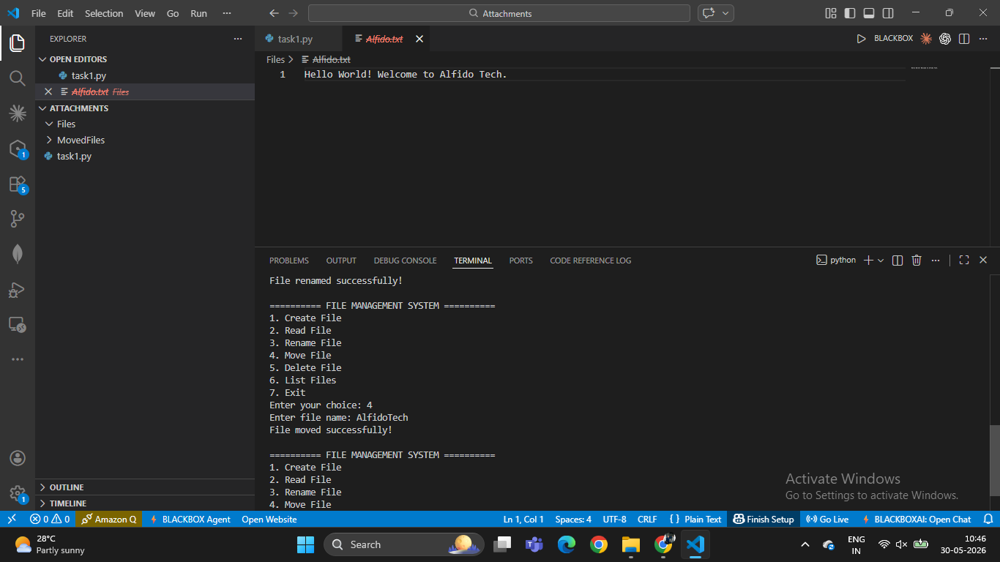 File Edit Selection View Go Run ···
Attachments
EXPLORER
OPEN EDITORS
task1.py
Alfido.txt Files
ATTACHMENTS
Files
MovedFiles
task1.py
OUTLINE
TIMELINE
1
5
1
task1.py
Alfido.txt
BLACKBOX
Files > Alfido.txt
1 Hello World! Welcome to Alfido Tech.
PROBLEMS OUTPUT DEBUG CONSOLE TERMINAL PORTS CODE REFERENCE LOG
python
File renamed successfully!
========== FILE MANAGEMENT SYSTEM ==========
1. Create File
2. Read File
3. Rename File
4. Move File
5. Delete File
6. List Files
7. Exit
Enter your choice: 4
Enter file name: AlfidoTech
File moved successfully!
========== FILE MANAGEMENT SYSTEM ==========
1. Create File
2. Read File
3. Rename File
4. Move File
Activate Windows
Go to Settings to activate Windows.
0 0 Amazon Q BLACKBOX Agent Open Website Ln 1, Col 1 Spaces: 4 UTF-8 CRLF { } Plain Text Finish Setup Go Live BLACKBOXAI: Open Chat
28°C
Partly sunny
Search
ENG
IN
10:46
30-05-2026